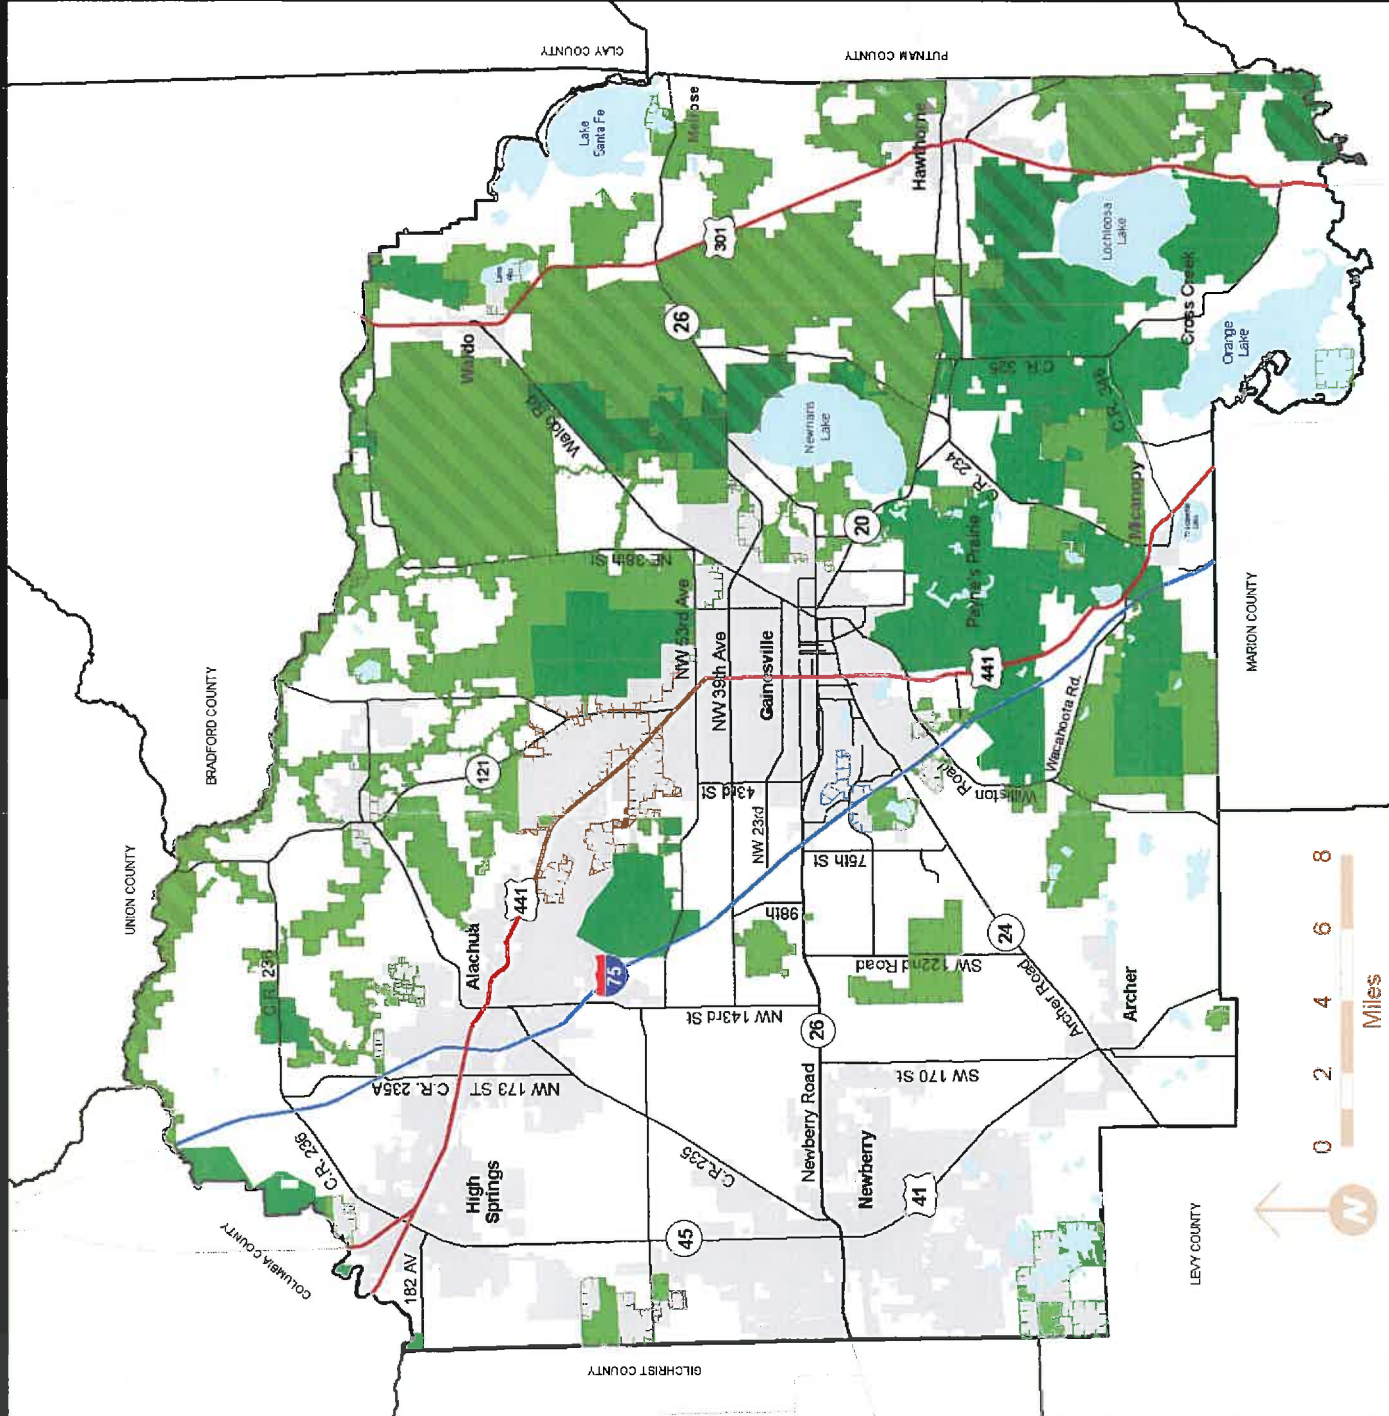 CLAY COUNTY
PUTNAM COUNTY
Lake
Santa Fe
Melrose
Hawthorne
301
Lochloosa
Lake
Cross Creek
Orange
Lake
Waldo
26
Waldo Rd
Newnans
Lake
C.R. 325
C.R. 346
C.R. 234
Micanopy
20
Payne's Prairie
NE 38th St
NW 53rd Ave
NW 39th Ave
Gainesville
441
MARION COUNTY
BRADFORD COUNTY
121
43rd St
NW 23rd
Williston
Road
Wacahoota Rd.
UNION COUNTY
441
75th St
98th
Alachua
75
24
C.R. 236
SW 122nd Road
NW 143rd St
26
Archer Road
Archer
C.R. 235A
NW 173 ST
SW 170 St
C.R. 236
High
Springs
C.R.235
Newberry Road
Newberry
41
45
COLUMBIA COUNTY
182 AV
GILCHRIST COUNTY
LEVY COUNTY
0 2 4 6 8
Miles
N